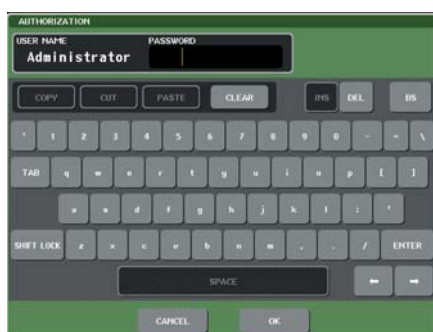 AUTHORIZATION
USER NAME PASSWORD
Administrator
COPY CUT PASTE CLEAR INS DEL BS
' 1 2 3 4 5 6 7 8 9 0 - = \
TAB q w e r t y u i o p [ ]
a s d f g h j k l ; '
SHIFT LOCK z x c v b n m , . / ENTER
SPACE ← →
CANCEL OK